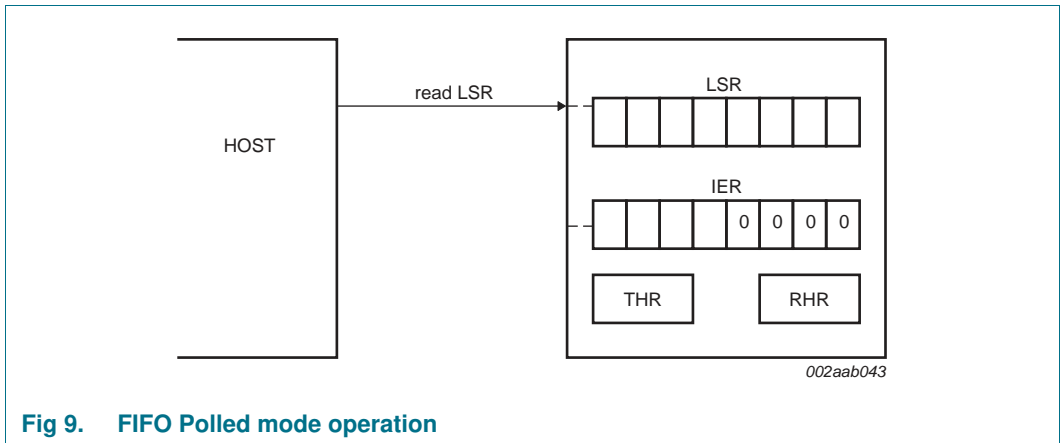 read LSR
LSR
HOST
IER
0 0 0 0
THR RHR
002aab043
Fig 9. FIFO Polled mode operation